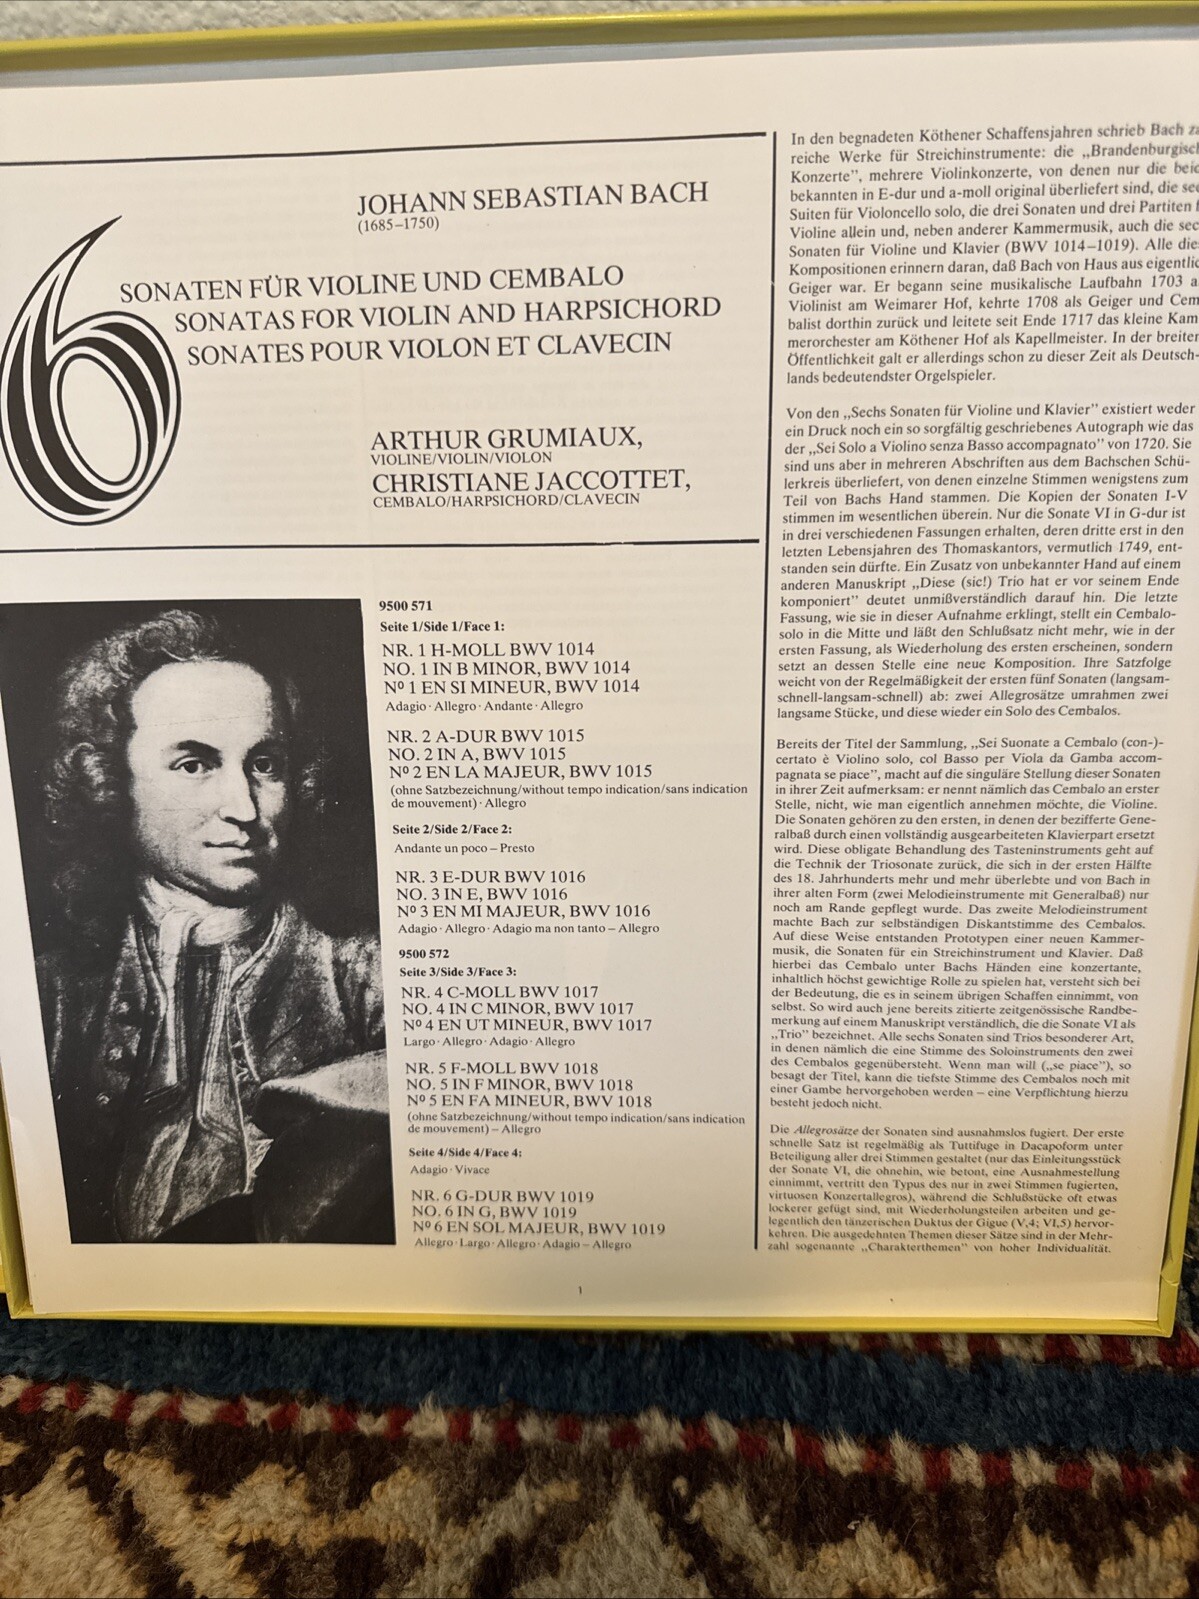 JOHANN SEBASTIAN BACH
(1685–1750)
6
SONATEN FÜR VIOLINE UND CEMBALO
SONATAS FOR VIOLIN AND HARPSICHORD
SONATES POUR VIOLON ET CLAVECIN
ARTHUR GRUMIAUX,
VIOLINE/VIOLIN/VIOLON
CHRISTIANE JACCOTTET,
CEMBALO/HARPSICHORD/CLAVECIN
9500 571
Seite 1/Side 1/Face 1:
NR. 1 H-MOLL BWV 1014
NO. 1 IN B MINOR, BWV 1014
Nº 1 EN SI MINEUR, BWV 1014
Adagio · Allegro · Andante · Allegro
NR. 2 A-DUR BWV 1015
NO. 2 IN A, BWV 1015
Nº 2 EN LA MAJEUR, BWV 1015
(ohne Satzbezeichnung/without tempo indication/sans indication
de mouvement) · Allegro
Seite 2/Side 2/Face 2:
Andante un poco – Presto
NR. 3 E-DUR BWV 1016
NO. 3 IN E, BWV 1016
Nº 3 EN MI MAJEUR, BWV 1016
Adagio · Allegro · Adagio ma non tanto – Allegro
9500 572
Seite 3/Side 3/Face 3:
NR. 4 C-MOLL BWV 1017
NO. 4 IN C MINOR, BWV 1017
Nº 4 EN UT MINEUR, BWV 1017
Largo · Allegro · Adagio · Allegro
NR. 5 F-MOLL BWV 1018
NO. 5 IN F MINOR, BWV 1018
Nº 5 EN FA MINEUR, BWV 1018
(ohne Satzbezeichnung/without tempo indication/sans indication
de mouvement) – Allegro
Seite 4/Side 4/Face 4:
Adagio · Vivace
NR. 6 G-DUR BWV 1019
NO. 6 IN G, BWV 1019
Nº 6 EN SOL MAJEUR, BWV 1019
Allegro · Largo · Allegro · Adagio – Allegro
In den begnadeten Köthener Schaffensjahren schrieb Bach
reiche Werke für Streichinstrumente: die „Brandenburgisch
Konzerte”, mehrere Violinkonzerte, von denen nur die
bekannten in E-dur und a-moll original überliefert sind, die
Suiten für Violoncello solo, die drei Sonaten und drei Partiten
Violine allein und, neben anderer Kammermusik, auch die
Sonaten für Violine und Klavier (BWV 1014–1019). Alle
Kompositionen erinnern daran, daß Bach von Haus aus eigentlic
Geiger war. Er begann seine musikalische Laufbahn 1703 a
Violinist am Weimarer Hof, kehrte 1708 als Geiger und Cem
balist dorthin zurück und leitete seit Ende 1717 das kleine Kam
merorchester am Köthener Hof als Kapellmeister. In der breiter
Öffentlichkeit galt er allerdings schon zu dieser Zeit als Deutsch-
lands bedeutendster Orgelspieler.
Von den „Sechs Sonaten für Violine und Klavier” existiert weder
ein Druck noch ein so sorgfältig geschriebenes Autograph wie das
der „Sei Solo a Violino senza Basso accompagnato” von 1720. Sie
sind uns aber in mehreren Abschriften aus dem Bachschen Schü-
lerkreis überliefert, von denen einzelne Stimmen wenigstens zum
Teil von Bachs Hand stammen. Die Kopien der Sonaten I-V
stimmen im wesentlichen überein. Nur die Sonate VI in G-dur ist
in drei verschiedenen Fassungen erhalten, deren dritte erst in den
letzten Lebensjahren des Thomaskantors, vermutlich 1749, ent-
standen sein dürfte. Ein Zusatz von unbekannter Hand auf einem
anderen Manuskript „Diese (sic!) Trio hat er vor seinem Ende
komponiert” deutet unmißverständlich darauf hin. Die letzte
Fassung, wie sie in dieser Aufnahme erklingt, stellt ein Cembalo-
solo in die Mitte und läßt den Schlußsatz nicht mehr, wie in der
ersten Fassung, als Wiederholung des ersten erscheinen, sondern
setzt an dessen Stelle eine neue Komposition. Ihre Satzfolge
weicht von der Regelmäßigkeit der ersten fünf Sonaten (langsam-
schnell-langsam-schnell) ab: zwei Allegrosätze umrahmen zwei
langsame Stücke, und diese wieder ein Solo des Cembalos.
Bereits der Titel der Sammlung, „Sei Suonate a Cembalo (con-)-
certato è Violino solo, col Basso per Viola da Gamba accom-
pagnata se piace”, macht auf die singuläre Stellung dieser Sonaten
in ihrer Zeit aufmerksam: er nennt nämlich das Cembalo an erster
Stelle, nicht, wie man eigentlich annehmen möchte, die Violine.
Die Sonaten gehören zu den ersten, in denen der bezifferte Gene-
ralbaß durch einen vollständig ausgearbeiteten Klavierpart ersetzt
wird. Diese obligate Behandlung des Tasteninstruments geht auf
die Technik der Triosonate zurück, die sich in der ersten Hälfte
des 18. Jahrhunderts mehr und mehr überlebte und von Bach in
ihrer alten Form (zwei Melodieinstrumente mit Generalbaß) nur
noch am Rande gepflegt wurde. Das zweite Melodieinstrument
machte Bach zur selbständigen Diskantstimme des Cembalos.
Auf diese Weise entstanden Prototypen einer neuen Kammer-
musik, die Sonaten für ein Streichinstrument und Klavier. Daß
hierbei das Cembalo unter Bachs Händen eine konzertante,
inhaltlich höchst gewichtige Rolle zu spielen hat, versteht sich bei
der Bedeutung, die es in seinem übrigen Schaffen einnimmt, von
selbst. So wird auch jene bereits zitierte zeitgenössische Randbe-
merkung auf einem Manuskript verständlich, die die Sonate VI als
„Trio” bezeichnet. Alle sechs Sonaten sind Trios besonderer Art,
in denen nämlich die eine Stimme des Soloinstruments den zwei
des Cembalos gegenübersteht. Wenn man will („se piace”), so
besagt der Titel, kann die tiefste Stimme des Cembalos noch mit
einer Gambe hervorgehoben werden – eine Verpflichtung hierzu
besteht jedoch nicht.
Die Allegrosätze der Sonaten sind ausnahmslos fugiert. Der erste
schnelle Satz ist regelmäßig als Tuttifuge in Dacapoform unter
Beteiligung aller drei Stimmen gestaltet (nur das Einleitungsstück
der Sonate VI, die ohnehin, wie betont, eine Ausnahmestellung
einnimmt, vertritt den Typus des nur in zwei Stimmen fugierten,
virtuosen Konzertallegros), während die Schlußstücke oft etwas
lockerer gefügt sind, mit Wiederholungsteilen arbeiten und ge-
legentlich den tänzerischen Duktus der Gigue (V,4; VI,5) hervor-
kehren. Die ausgedehnten Themen dieser Sätze sind in der Mehr-
zahl sogenannte „Charakterthemen” von hoher Individualität.
1